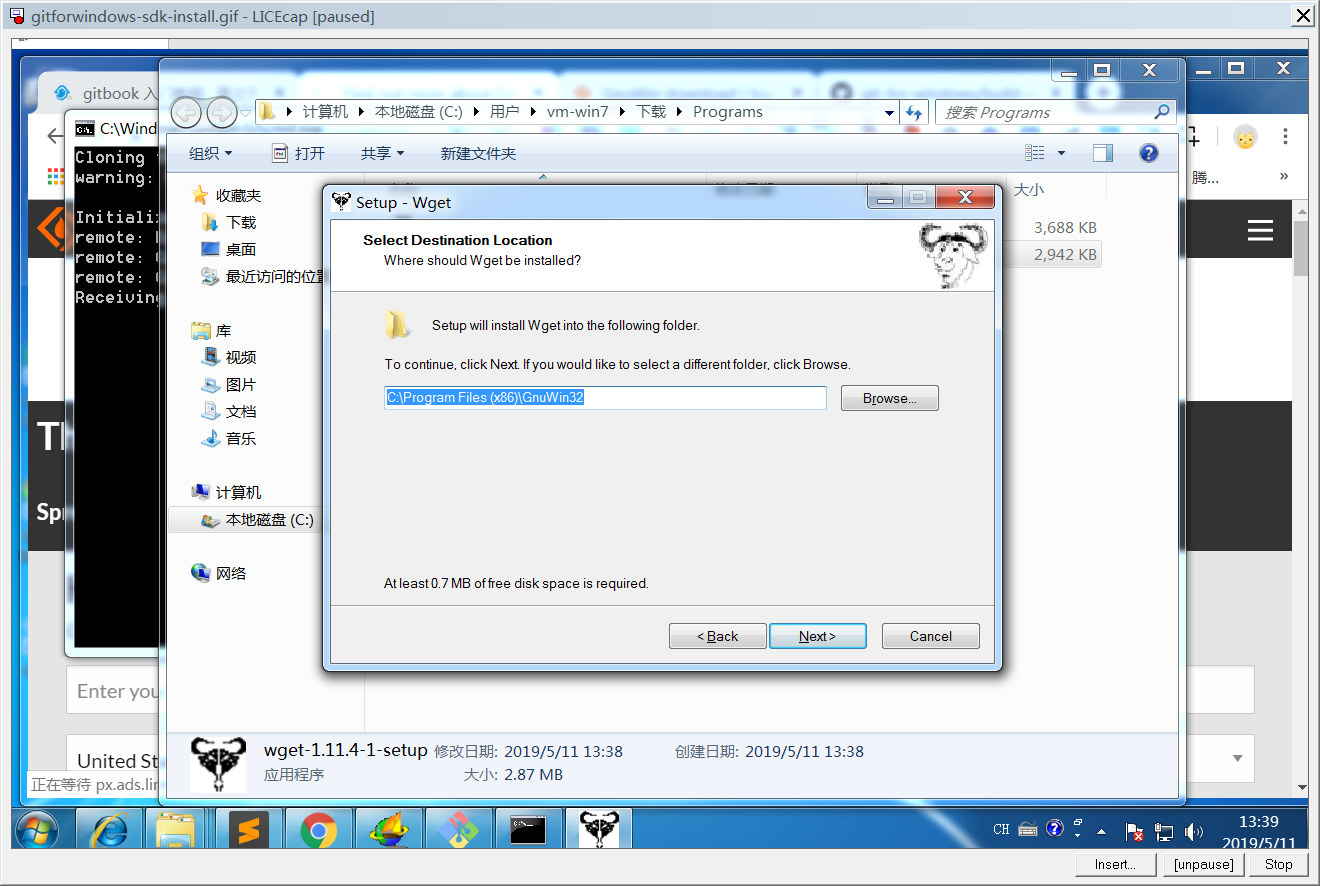 gitforwindows-sdk-install.gif - LICEcap [paused]
gitbook 入
C:\Wind
Cloning
warning:
Initializ
remote:
remote:
remote:
Receiving
计算机 本地磁盘 (C:) 用户 vm-win7 下载 Programs
搜索 Programs
组织 打开 共享 新建文件夹
腾... »
收藏夹
下载
桌面
最近访问的位置
库
视频
图片
文档
音乐
计算机
本地磁盘 (C:)
网络
大小
3,688 KB
2,942 KB
Setup - Wget
Select Destination Location
Where should Wget be installed?
Setup will install Wget into the following folder.
To continue, click Next. If you would like to select a different folder, click Browse.
C:\Program Files (x86)\GnuWin32
Browse...
At least 0.7 MB of free disk space is required.
< Back Next > Cancel
Enter you
United St
正在等待 px.ads.lin
wget-1.11.4-1-setup 修改日期: 2019/5/11 13:38 创建日期: 2019/5/11 13:38
应用程序 大小: 2.87 MB
CH
13:39
2019/5/11
Insert... [unpause] Stop